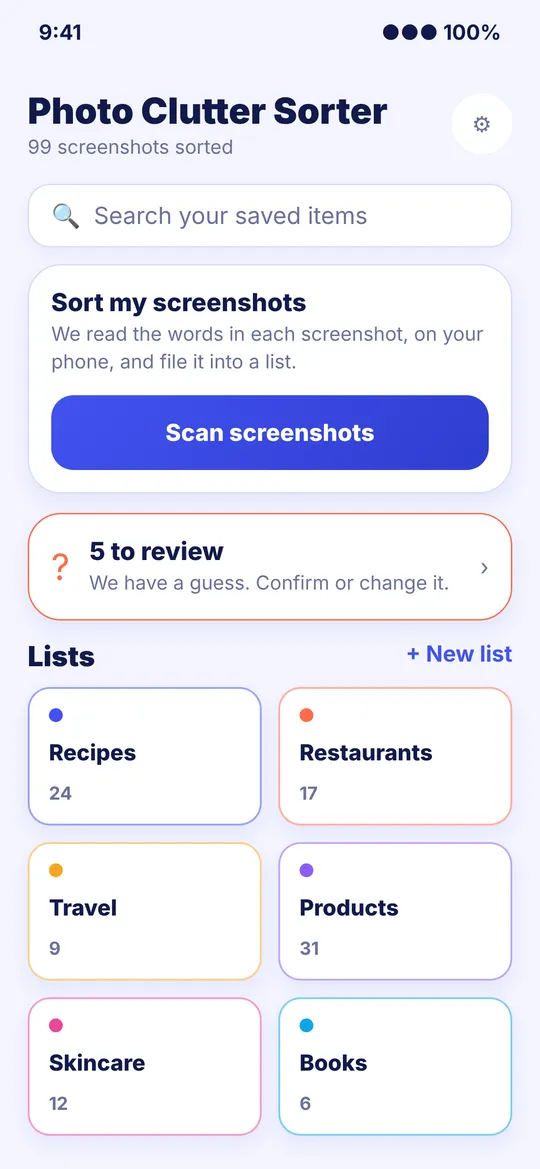 9:41
100%
Photo Clutter Sorter
99 screenshots sorted
Search your saved items
Sort my screenshots
We read the words in each screenshot, on your
phone, and file it into a list.
Scan screenshots
?
5 to review
We have a guess. Confirm or change it.
›
Lists
+ New list
Recipes
24
Restaurants
17
Travel
9
Products
31
Skincare
12
Books
6